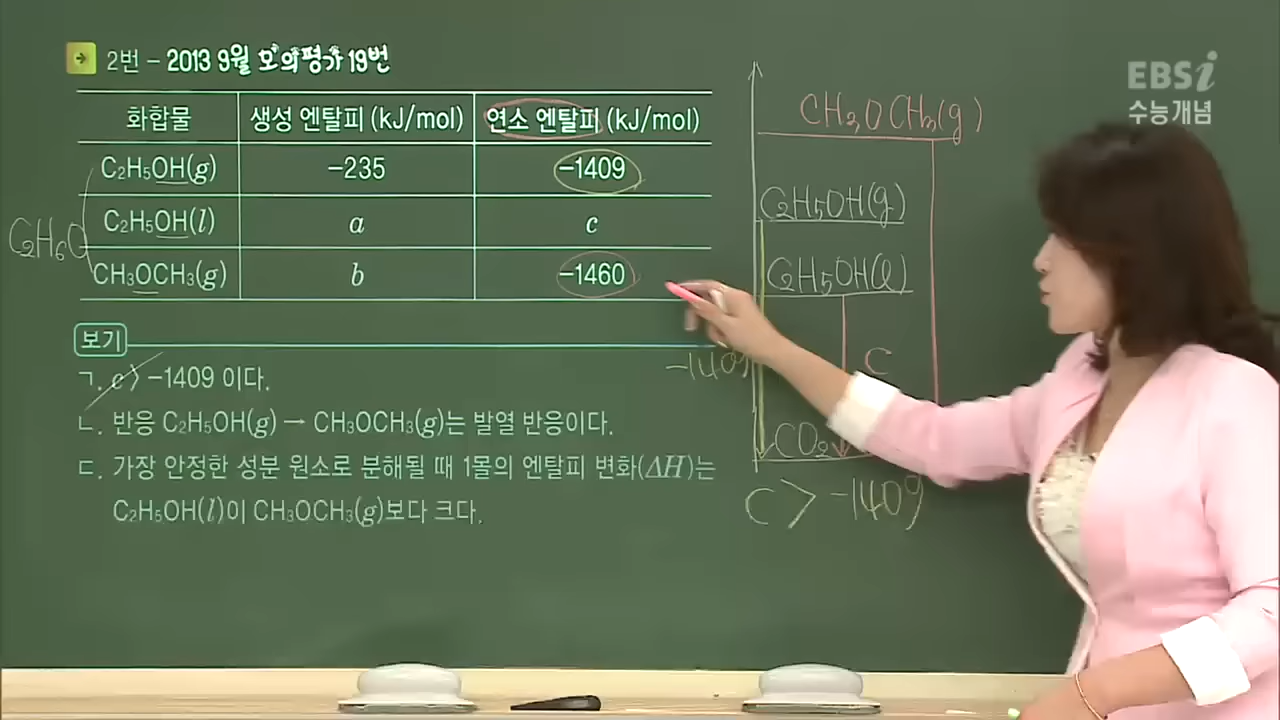 2번 – 2013 9월 모의평가 19번
EBSi
수능개념
화합물 생성 엔탈피 (kJ/mol) 연소 엔탈피 (kJ/mol)
C2H5OH(g) -235 -1409
C2H5OH(l) a c
CH3OCH3(g) b -1460
C2H6O
보기
ㄱ. c > -1409 이다.
ㄴ. 반응 C2H5OH(g) → CH3OCH3(g)는 발열 반응이다.
ㄷ. 가장 안정한 성분 원소로 분해될 때 1몰의 엔탈피 변화(ΔH)는
C2H5OH(l)이 CH3OCH3(g)보다 크다.
CH3OCH3(g)
C2H5OH(g)
C2H5OH(l)
-1409
c
CO2
c > -1409